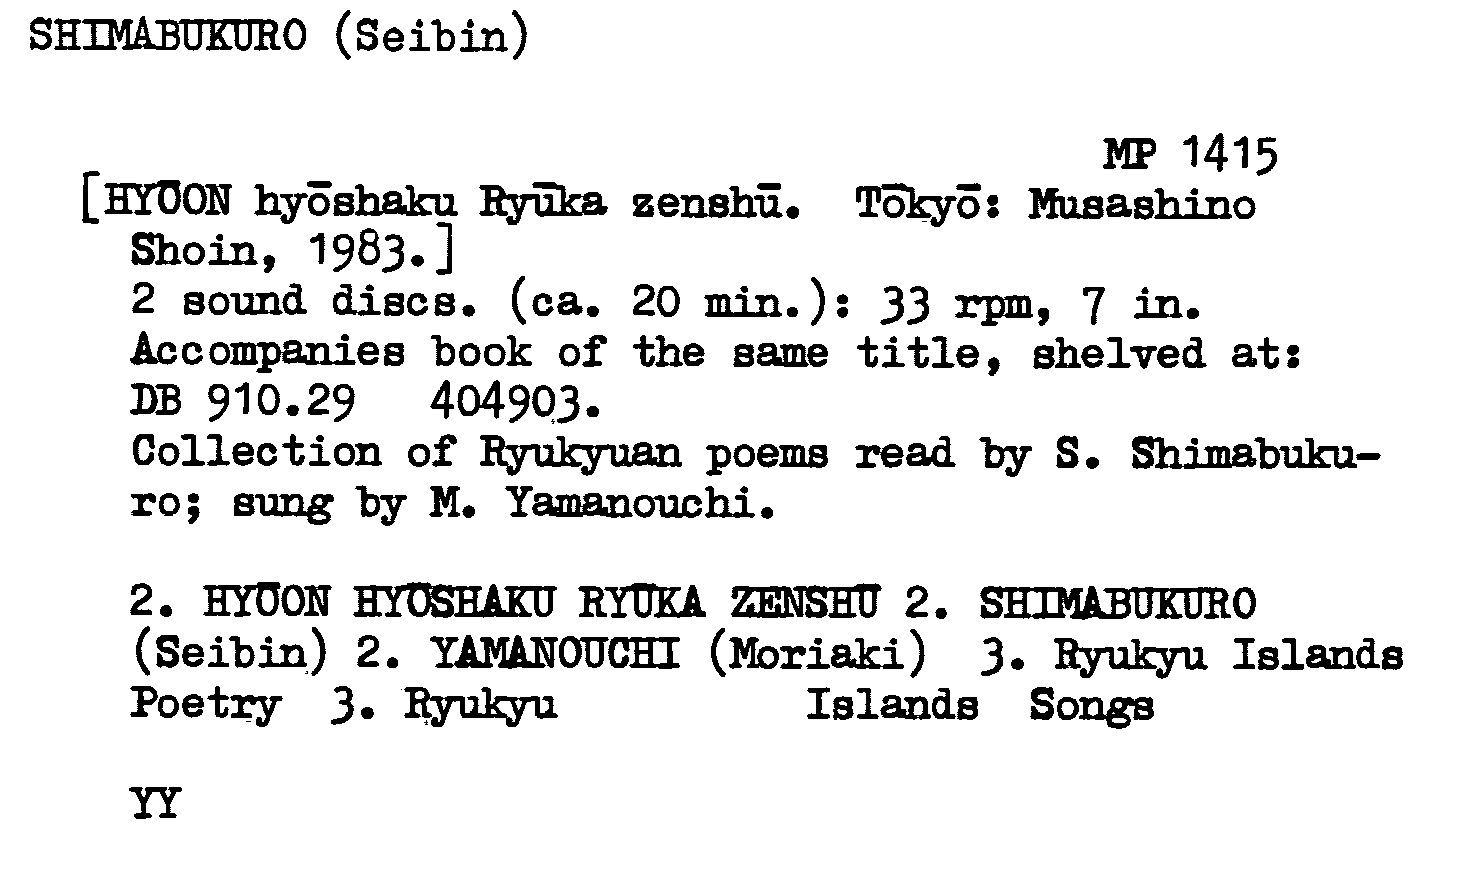 SHIMABUKURO (Seibin)
MP 1415
[HYŌON hyōshaku Ryūka zenshū. Tōkyō: Musashino
Shoin, 1983.]
2 sound discs. (ca. 20 min.): 33 rpm, 7 in.
Accompanies book of the same title, shelved at:
DB 910.29 404903.
Collection of Ryukyuan poems read by S. Shimabuku-
ro; sung by M. Yamanouchi.
2. HYŌON HYŌSHAKU RYŪKA ZENSHŪ 2. SHIMABUKURO
(Seibin) 2. YAMANOUCHI (Moriaki) 3. Ryukyu Islands
Poetry 3. Ryukyu Islands Songs
YY